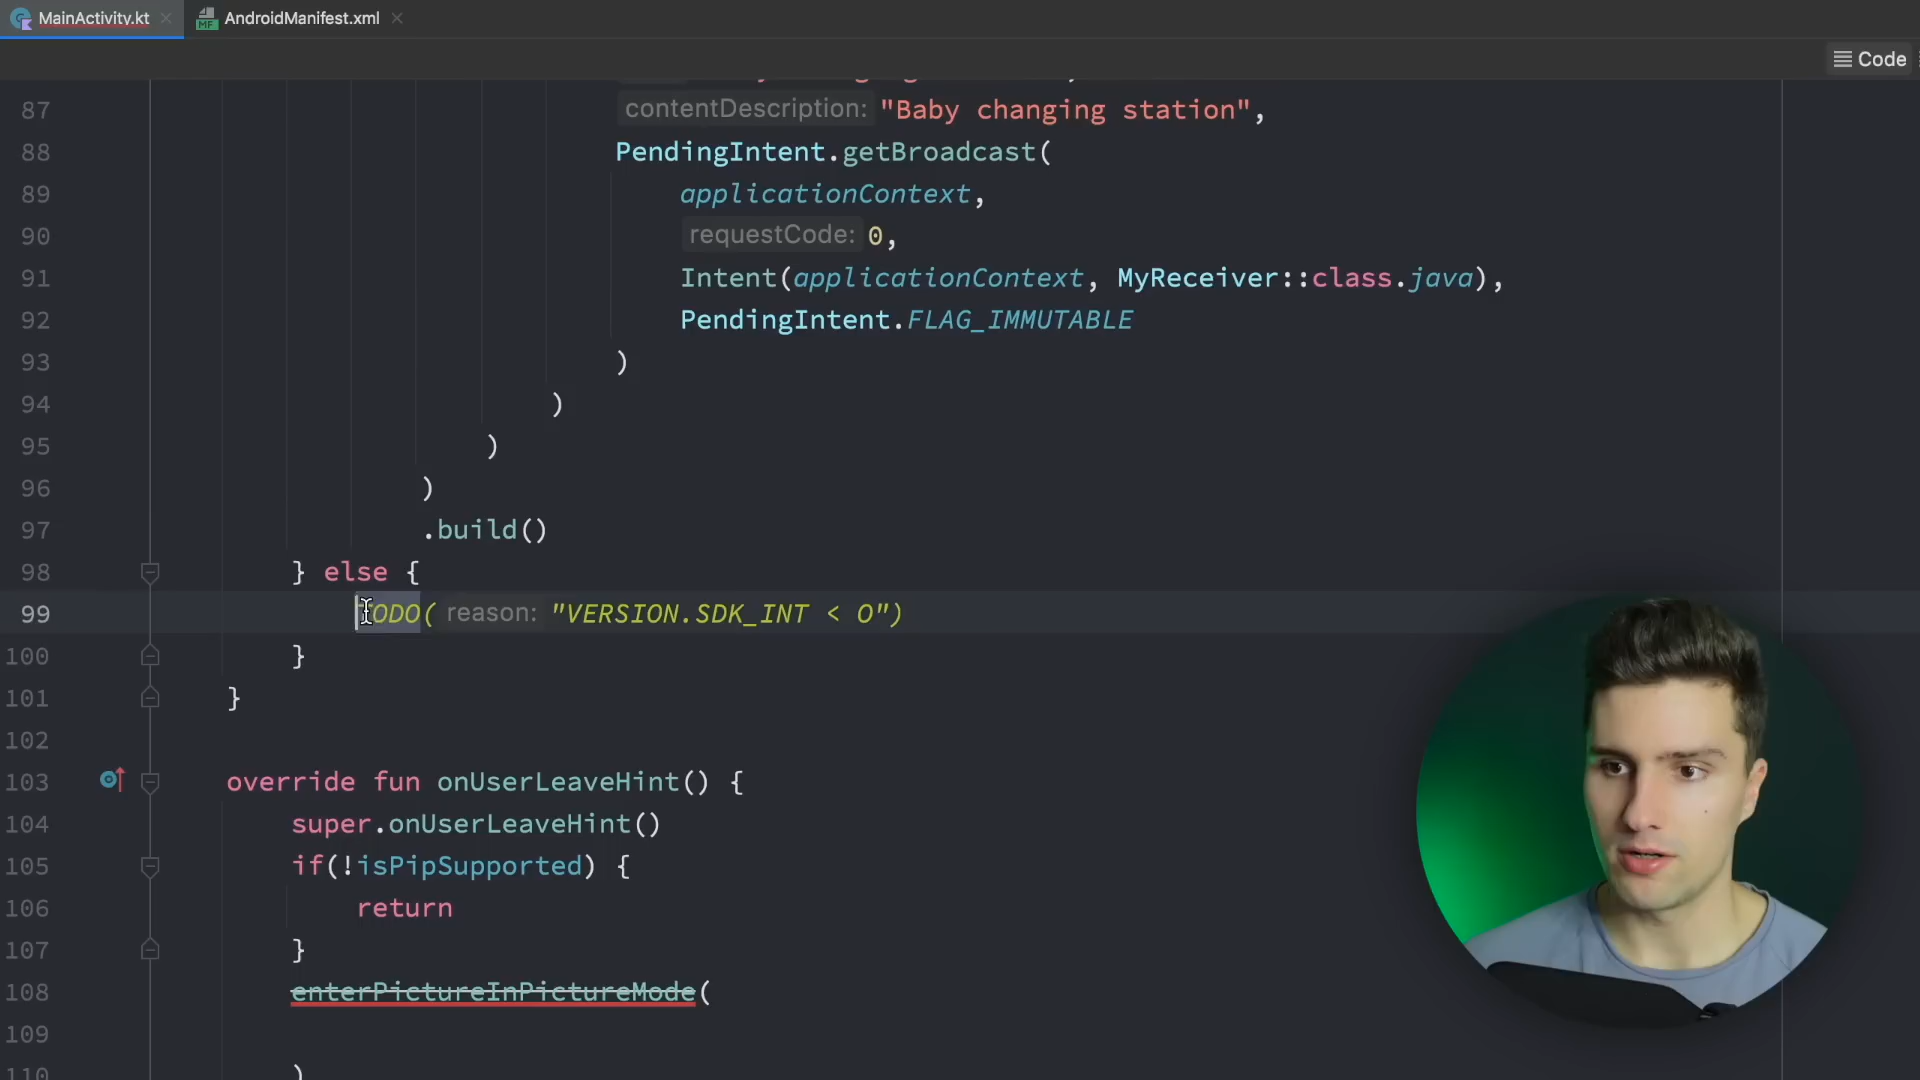 MainActivity.kt
AndroidManifest.xml
Code
87 contentDescription: "Baby changing station",
88 PendingIntent.getBroadcast(
89 applicationContext,
90 requestCode: 0,
91 Intent(applicationContext, MyReceiver::class.java),
92 PendingIntent.FLAG_IMMUTABLE
93 )
94 )
95 )
96 )
97 .build()
98 } else {
99 TODO( reason: "VERSION.SDK_INT < O")
100 }
101 }
102
103 override fun onUserLeaveHint() {
104 super.onUserLeaveHint()
105 if(!isPipSupported) {
106 return
107 }
108 enterPictureInPictureMode(
109
110 )